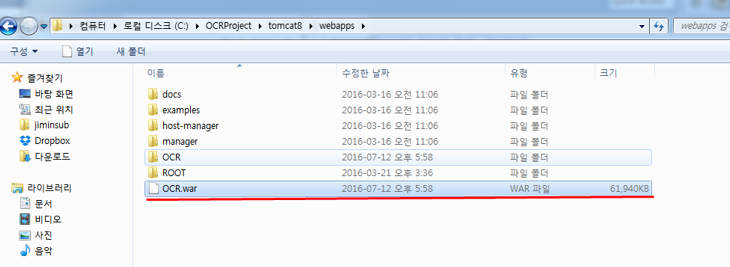 컴퓨터 ▸ 로컬 디스크 (C:) ▸ OCRProject ▸ tomcat8 ▸ webapps ▸
webapps 검
구성 열기 새 폴더
이름 수정한 날짜 유형 크기
즐겨찾기
바탕 화면
최근 위치
jiminsub
Dropbox
다운로드
라이브러리
문서
비디오
사진
음악
docs 2016-03-16 오전 11:06 파일 폴더
examples 2016-03-16 오전 11:06 파일 폴더
host-manager 2016-03-16 오전 11:06 파일 폴더
manager 2016-03-16 오전 11:06 파일 폴더
OCR 2016-07-12 오후 5:58 파일 폴더
ROOT 2016-03-21 오후 3:36 파일 폴더
OCR.war 2016-07-12 오후 5:58 WAR 파일 61,940KB